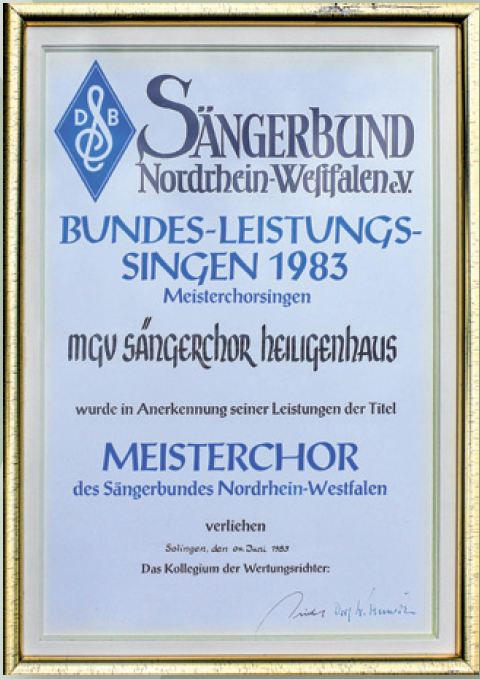 D S B
SÄNGERBUND
Nordrhein-Westfalen e.V.
BUNDES-LEISTUNGS-
SINGEN 1983
Meisterchorsingen
MGV SÄNGERCHOR HEILIGENHAUS
wurde in Anerkennung seiner Leistungen der Titel
MEISTERCHOR
des Sängerbundes Nordrhein-Westfalen
verliehen
Solingen, den 04. Juni 1983
Das Kollegium der Wertungsrichter: